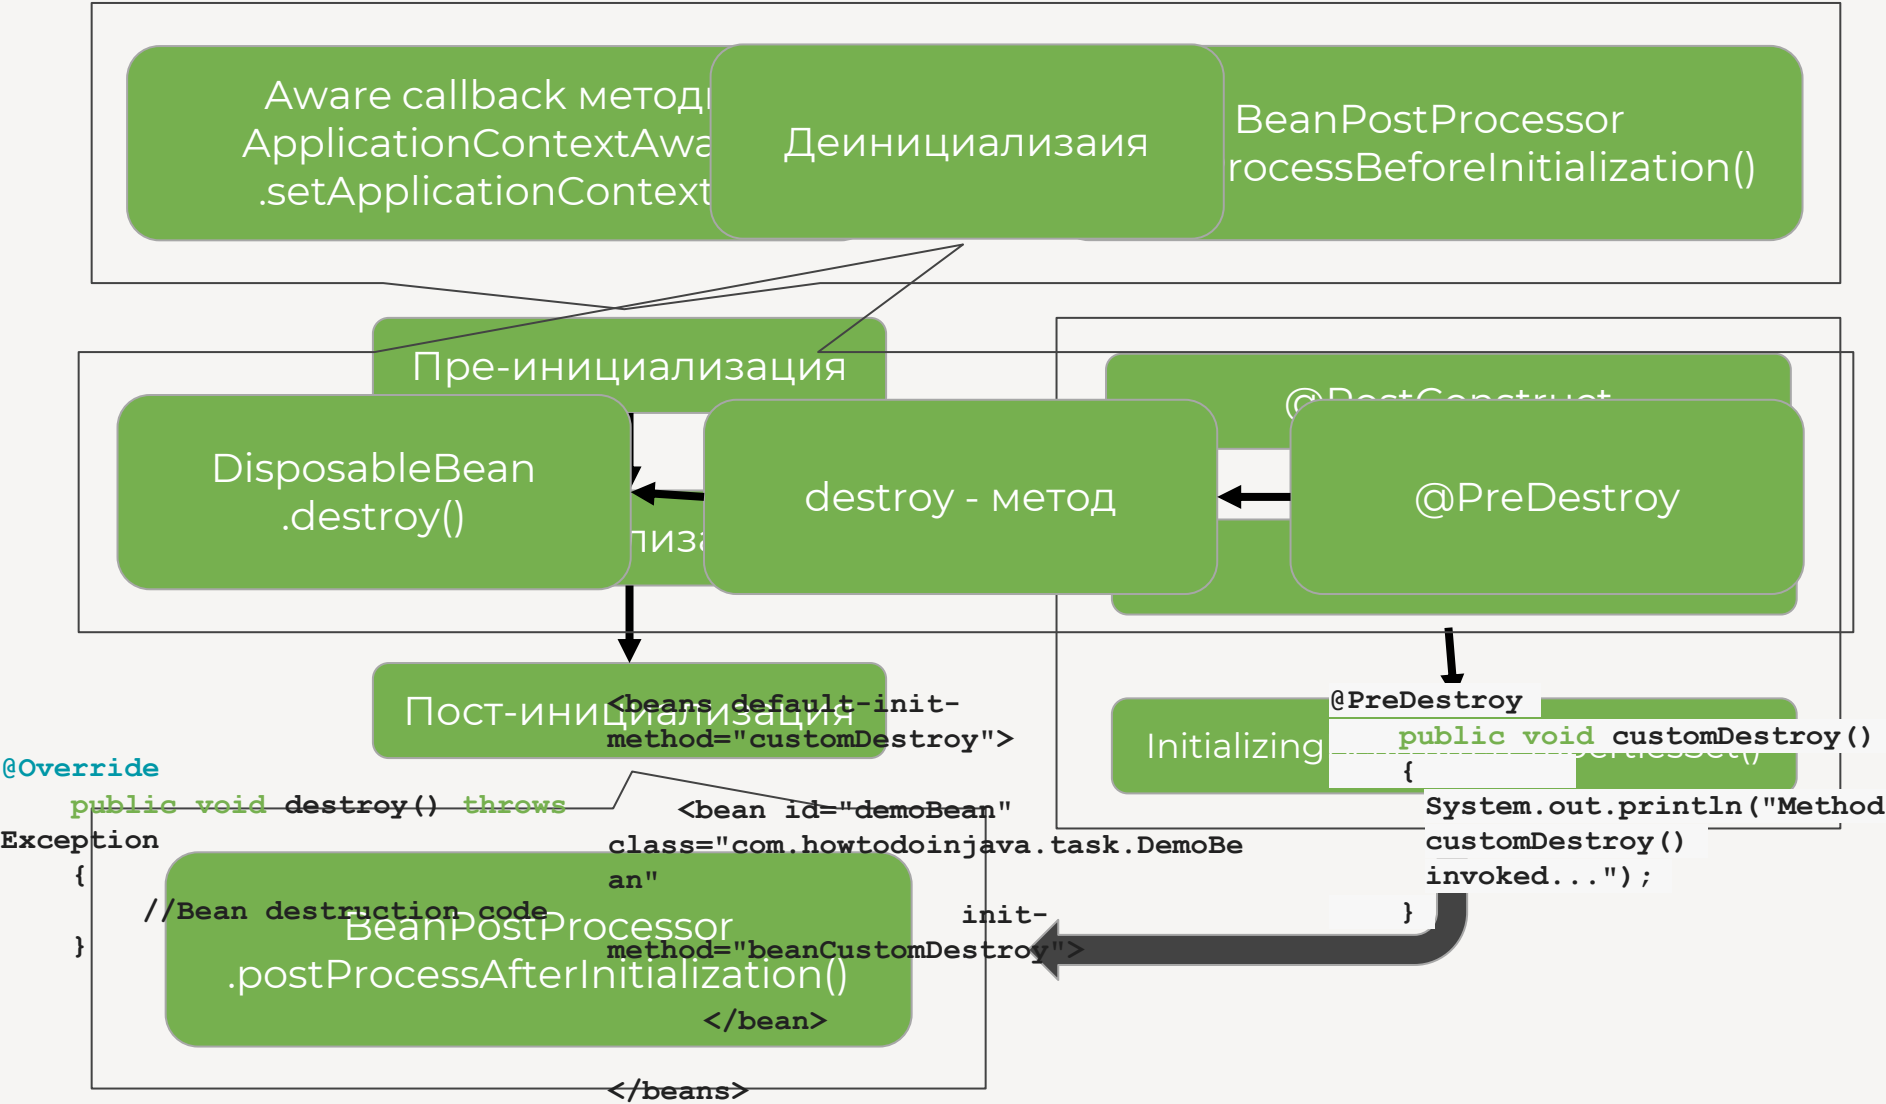 Aware callback
ApplicationContextAwa
.setApplicationContext
Деинициализаия
BeanPostProcessor
rocessBeforeInitialization()
Пре-инициализация
@PostConstruct
DisposableBean
.destroy()
destroy - метод
@PreDestroy
лиза
Пост-инициализация
Initializing
@Override
public void destroy() throws
Exception
{
//Bean destruction code
}
BeanPostProcessor
.postProcessAfterInitialization()
<beans default-init-
method="customDestroy">
<bean id="demoBean"
class="com.howtodoinjava.task.DemoBe
an"
init-
method="beanCustomDestroy">
</bean>
</beans>
@PreDestroy
public void customDestroy()
{
System.out.println("Method
customDestroy()
invoked...");
}